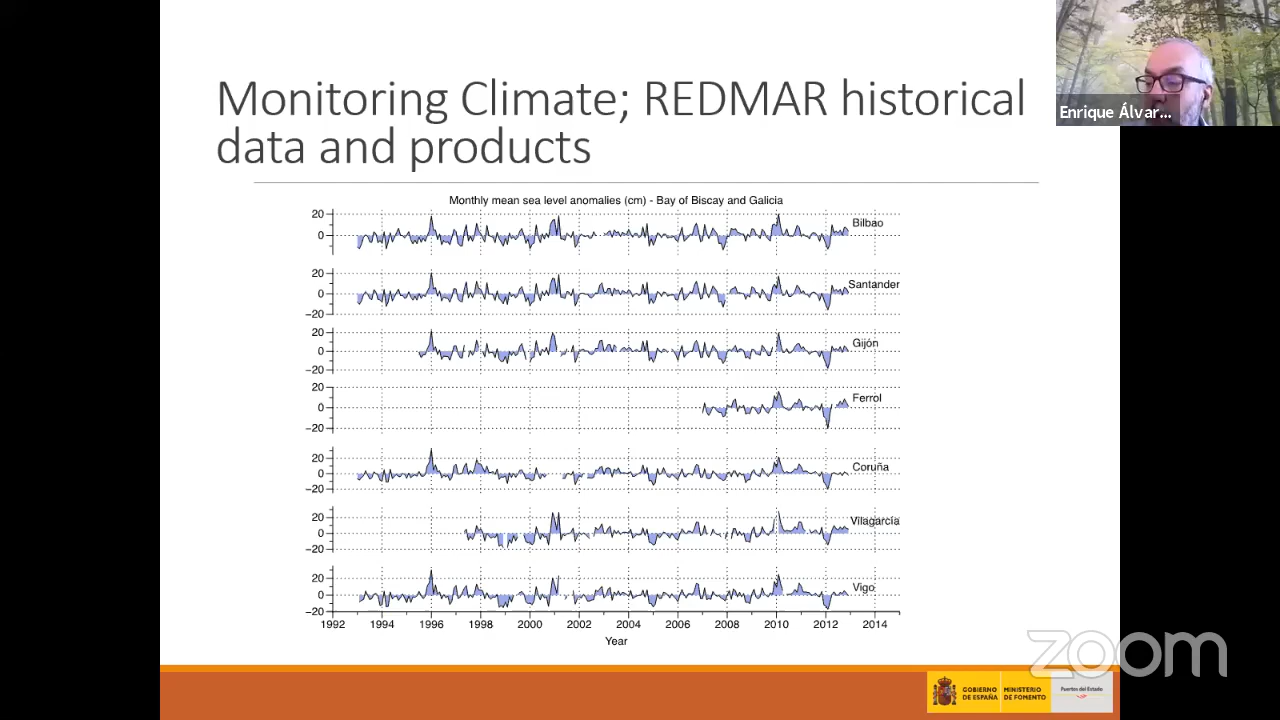 Monitoring Climate; REDMAR historical
data and products
Enrique Álvar...
Monthly mean sea level anomalies (cm) - Bay of Biscay and Galicia
20
0
Bilbao
20
0
−20
Santander
20
0
−20
Gijón
20
0
−20
Ferrol
20
0
−20
Coruña
20
0
−20
Vilagarcía
20
0
−20
Vigo
1992 1994 1996 1998 2000 2002 2004 2006 2008 2010 2012 2014
Year
zoom
GOBIERNO
DE ESPAÑA
MINISTERIO
DE FOMENTO
Puertos del Estado